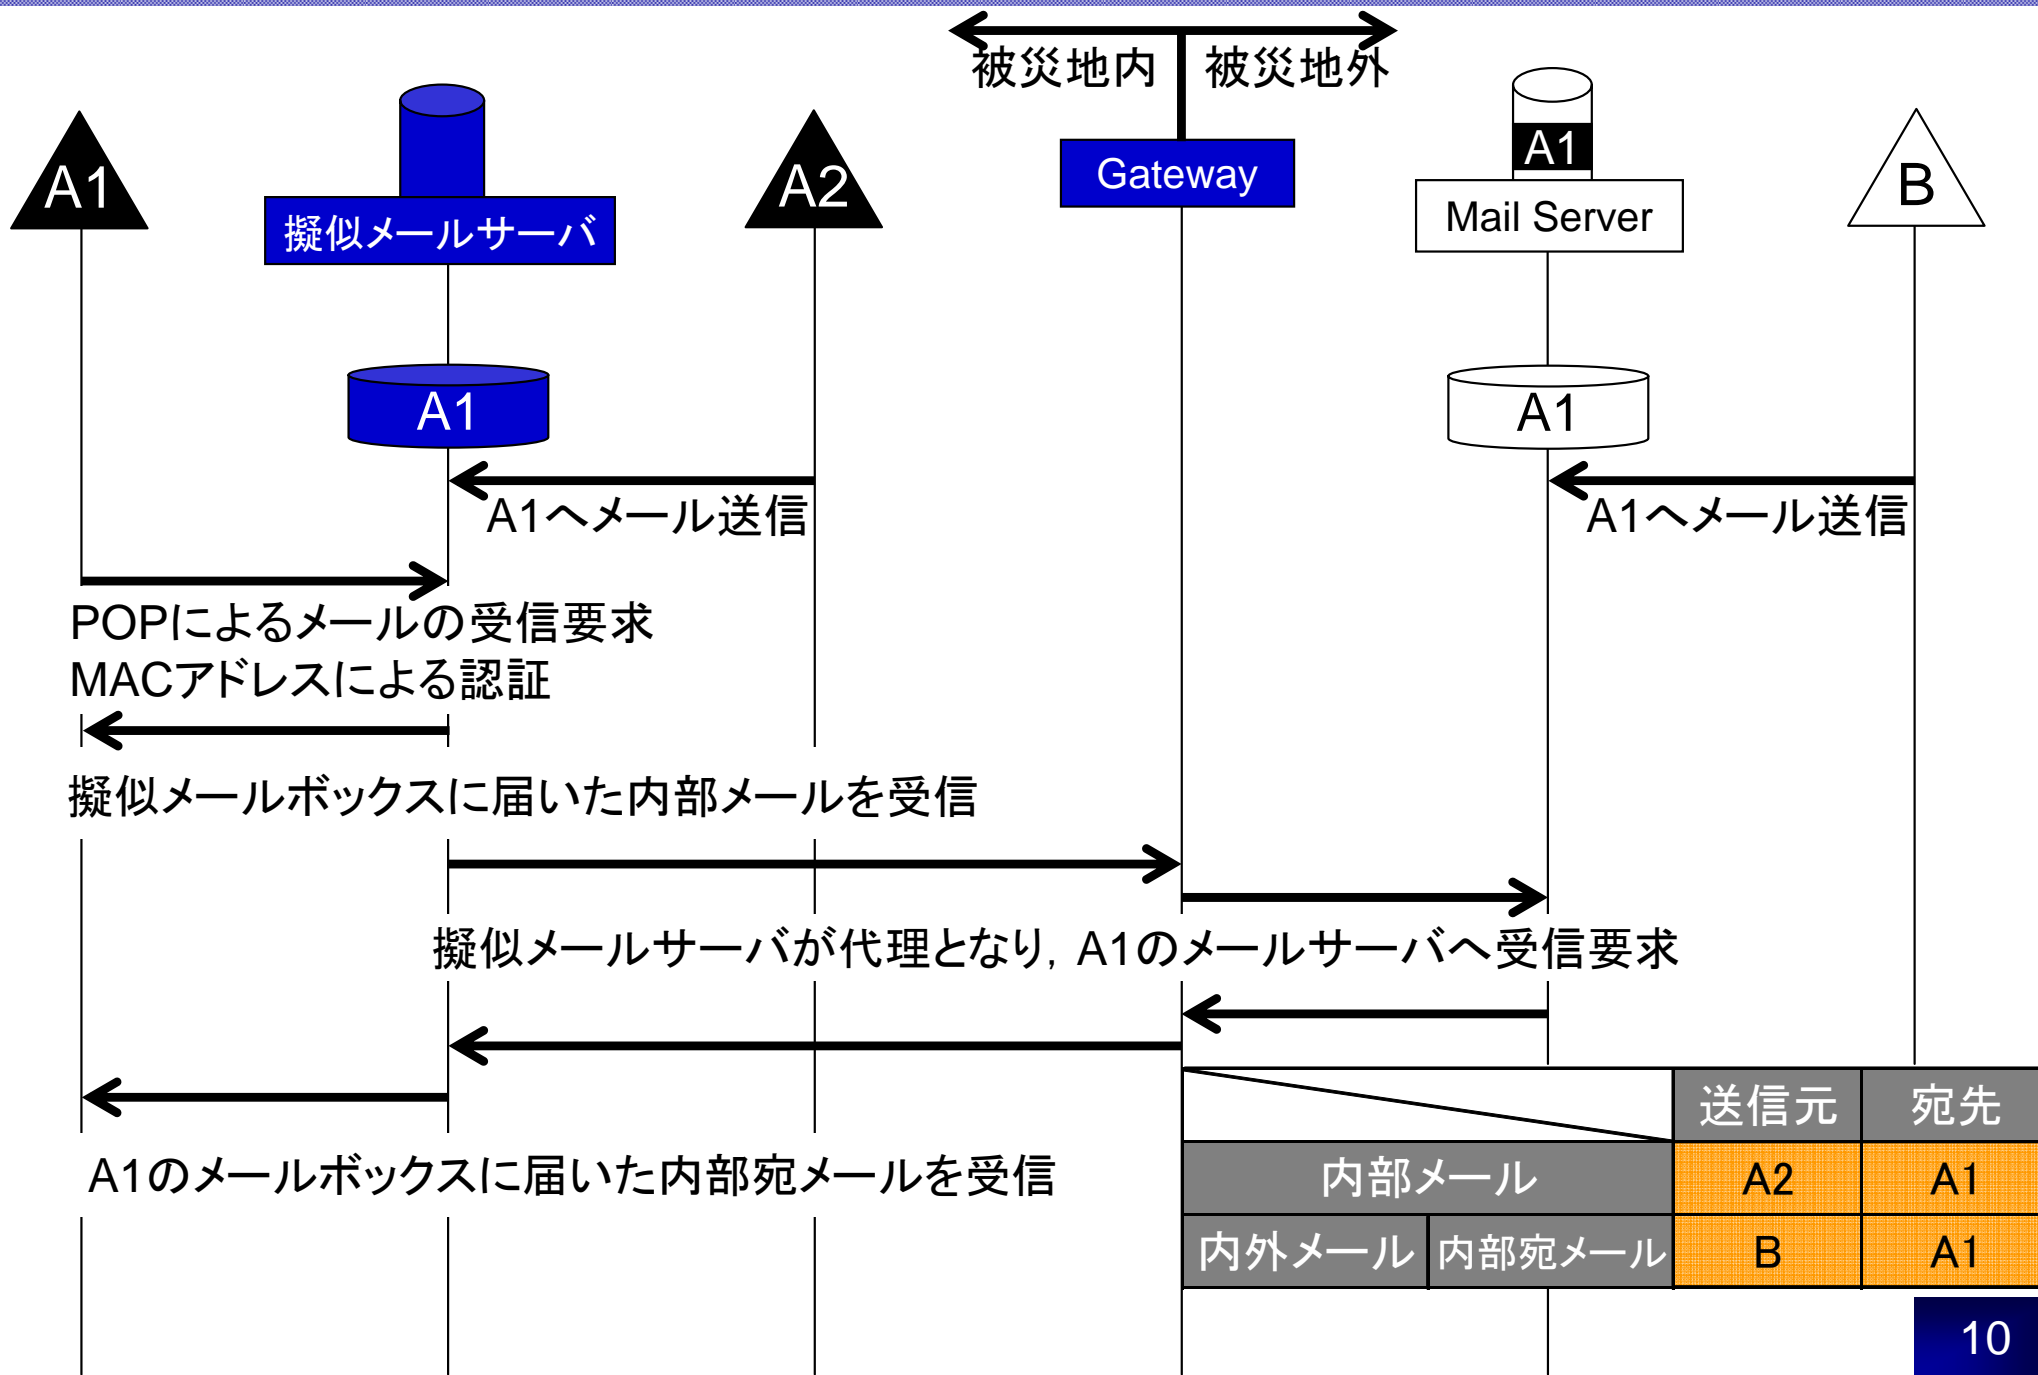 被災地内 被災地外
A1
擬似メールサーバ
A2
Gateway
A1
Mail Server
B
A1
A1
A1へメール送信
A1へメール送信
POPによるメールの受信要求
MACアドレスによる認証
擬似メールボックスに届いた内部メールを受信
擬似メールサーバが代理となり，A1のメールサーバへ受信要求
A1のメールボックスに届いた内部宛メールを受信
送信元 宛先
内部メール A2 A1
内外メール 内部宛メール B A1
10